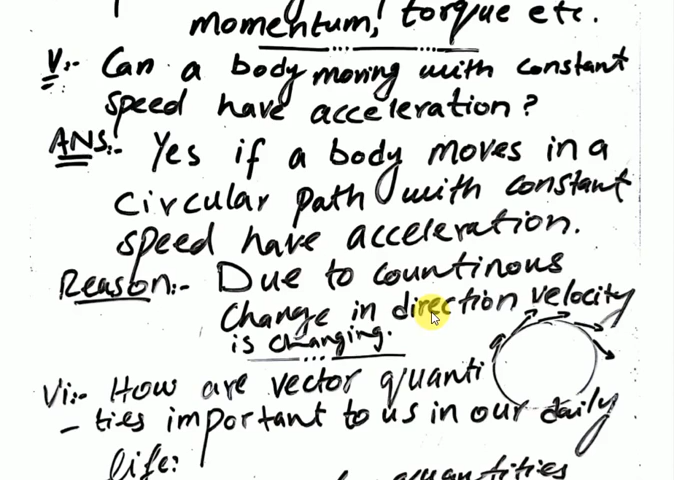 momentum, torque etc.
V:- Can a body moving with constant
speed have acceleration?
ANS:- Yes if a body moves in a
circular path with constant
speed have acceleration.
Reason:- Due to countinous
change in direction velocity
is changing.
Vi:- How are vector quanti
- ties important to us in our daily
life:
quantities